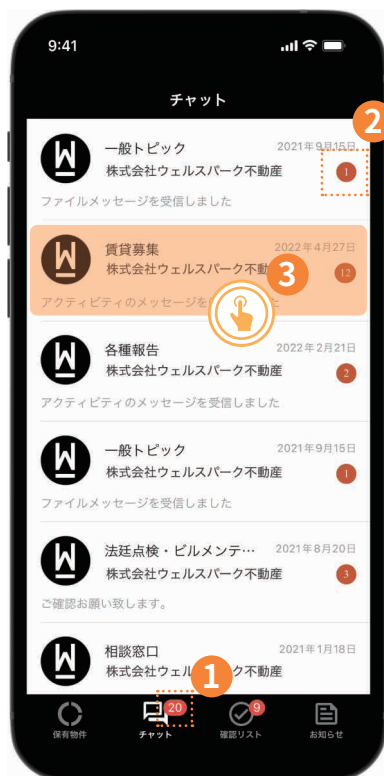 9:41
チャット
2
一般トピック 2021年9月15日
株式会社ウェルスパーク不動産 1
ファイルメッセージを受信しました
賃貸募集 2022年4月27日
株式会社ウェルスパーク不動 3 12
アクティビティのメッセージを た
各種報告 2022年2月21日
株式会社ウェルスパーク不動産 2
アクティビティのメッセージを受信しました
一般トピック 2021年9月15日
株式会社ウェルスパーク不動産 1
ファイルメッセージを受信しました
法廷点検・ビルメンテ… 2021年8月20日
株式会社ウェルスパーク不動産 3
ご確認お願い致します。
相談窓口 2021年1月18日
株式会社ウェル 1 ク不動産
20 9
保有物件 チャット 確認リスト お知らせ